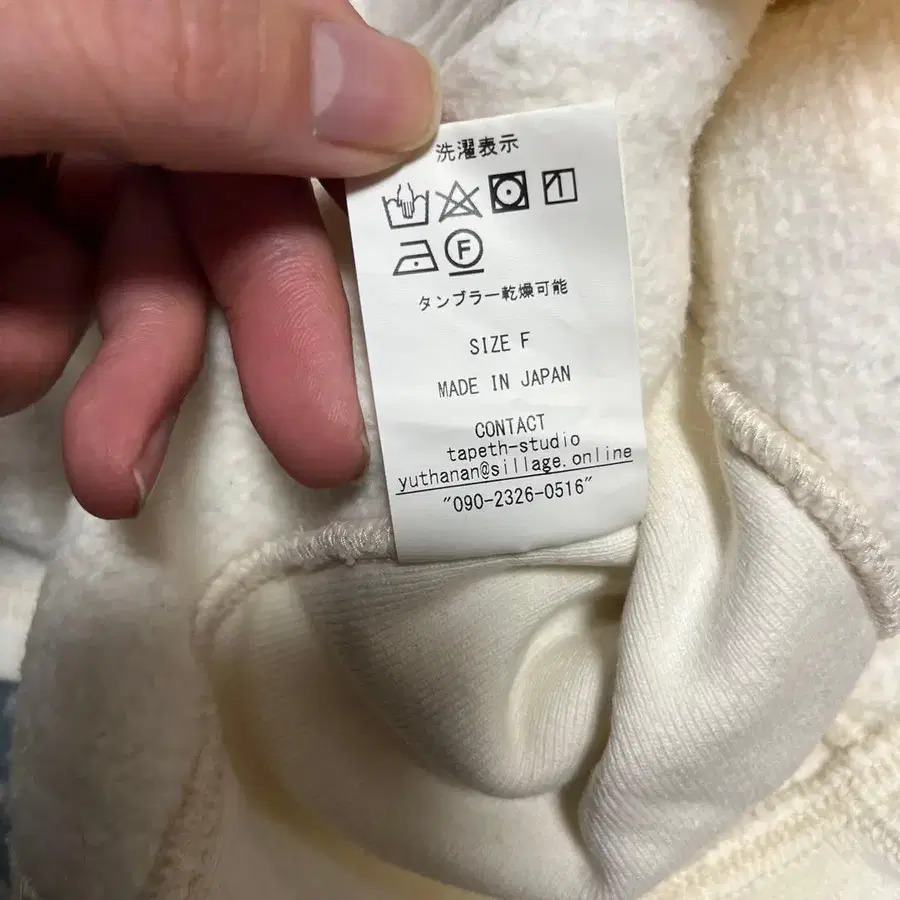 洗濯表示
F
タンブラー乾燥可能
SIZE F
MADE IN JAPAN
CONTACT
tapeth-studio
yuthanan@sillage.online
"090-2326-0516"